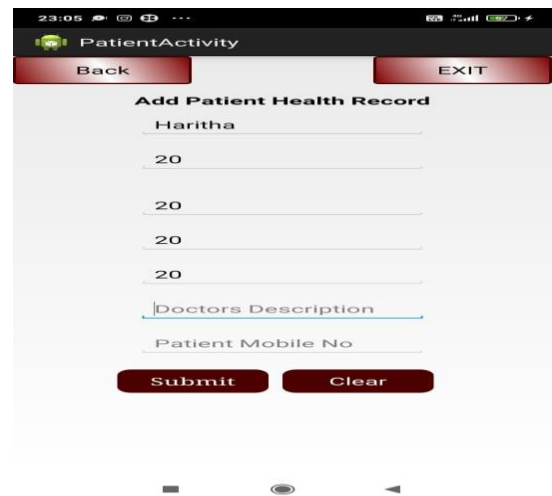 23:05
PatientActivity
Back EXIT
Add Patient Health Record
Haritha
20
20
20
20
Doctors Description
Patient Mobile No
Submit Clear